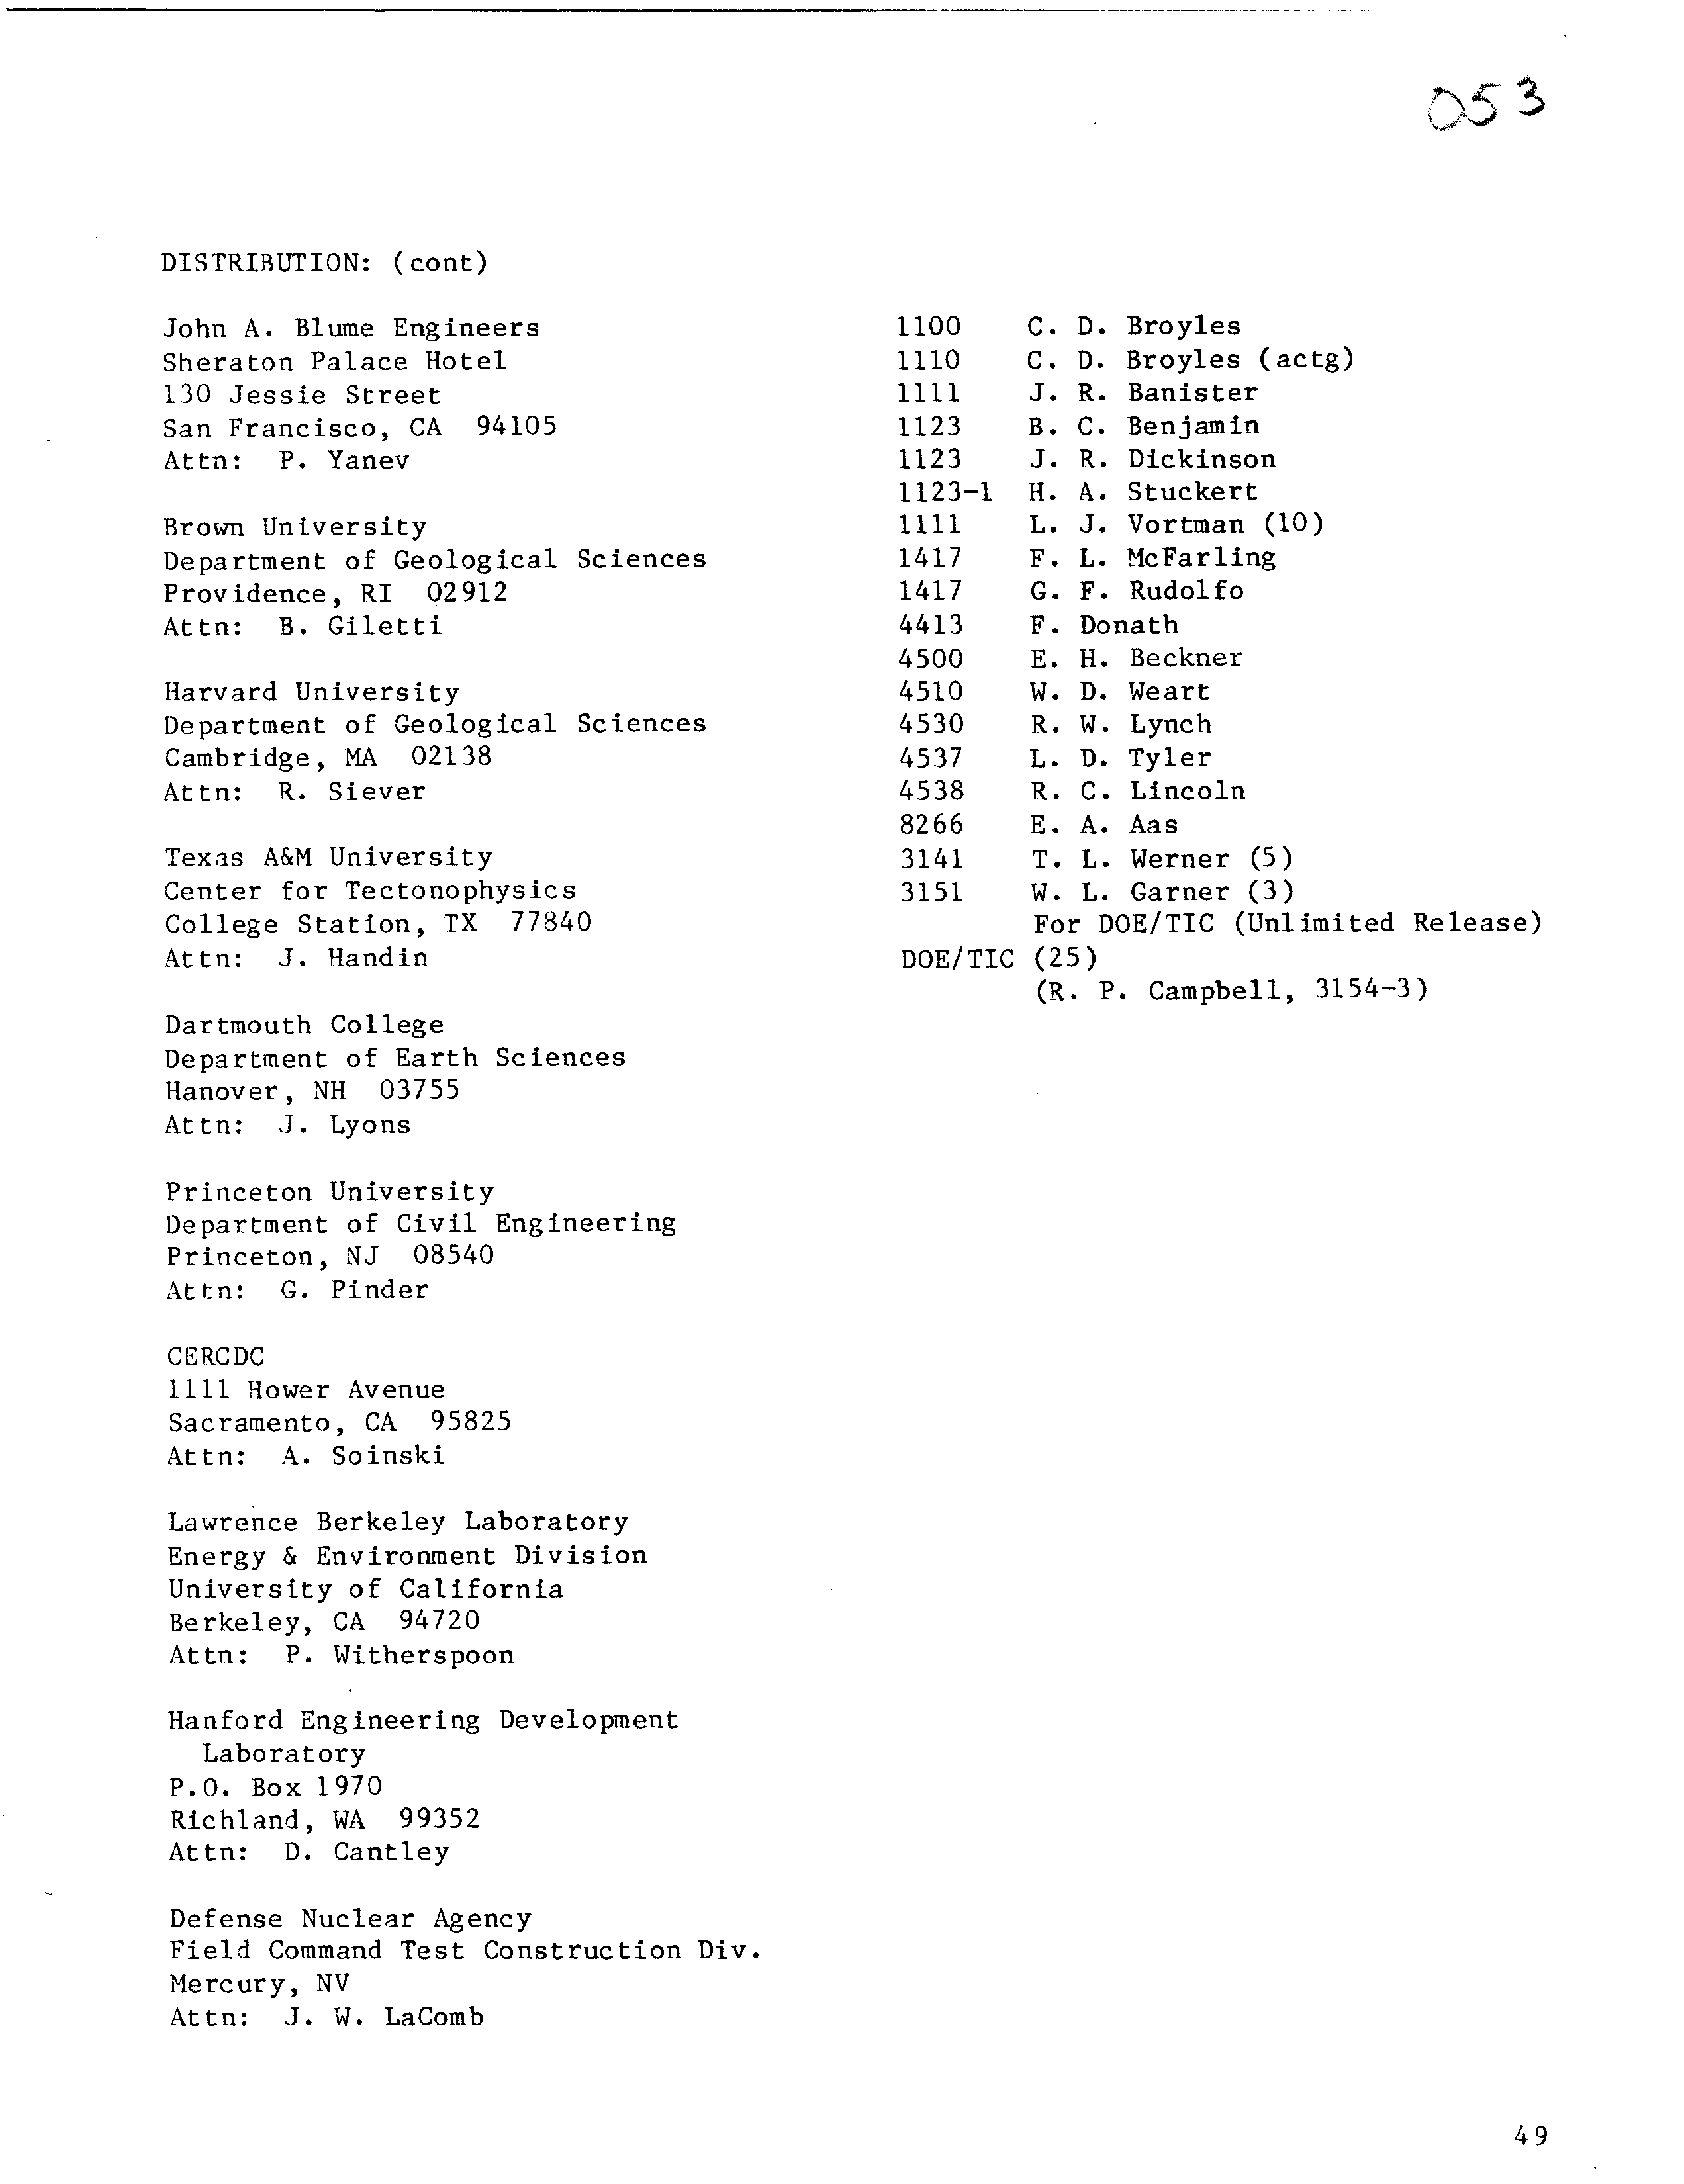 053
DISTRIBUTION: (cont)
John A. Blume Engineers
Sheraton Palace Hotel
130 Jessie Street
San Francisco, CA 94105
Attn: P. Yanev
Brown University
Department of Geological Sciences
Providence, RI 02912
Attn: B. Giletti
Harvard University
Department of Geological Sciences
Cambridge, MA 02138
Attn: R. Siever
Texas A&M University
Center for Tectonophysics
College Station, TX 77840
Attn: J. Handin
Dartmouth College
Department of Earth Sciences
Hanover, NH 03755
Attn: J. Lyons
Princeton University
Department of Civil Engineering
Princeton, NJ 08540
Attn: G. Pinder
CERCDC
1111 Hower Avenue
Sacramento, CA 95825
Attn: A. Soinski
Lawrence Berkeley Laboratory
Energy & Environment Division
University of California
Berkeley, CA 94720
Attn: P. Witherspoon
Hanford Engineering Development
Laboratory
P.O. Box 1970
Richland, WA 99352
Attn: D. Cantley
Defense Nuclear Agency
Field Command Test Construction Div.
Mercury, NV
Attn: J. W. LaComb
1100 C. D. Broyles
1110 C. D. Broyles (actg)
1111 J. R. Banister
1123 B. C. Benjamin
1123 J. R. Dickinson
1123-1 H. A. Stuckert
1111 L. J. Vortman (10)
1417 F. L. McFarling
1417 G. F. Rudolfo
4413 F. Donath
4500 E. H. Beckner
4510 W. D. Weart
4530 R. W. Lynch
4537 L. D. Tyler
4538 R. C. Lincoln
8266 E. A. Aas
3141 T. L. Werner (5)
3151 W. L. Garner (3)
For DOE/TIC (Unlimited Release)
DOE/TIC (25)
(R. P. Campbell, 3154-3)
49